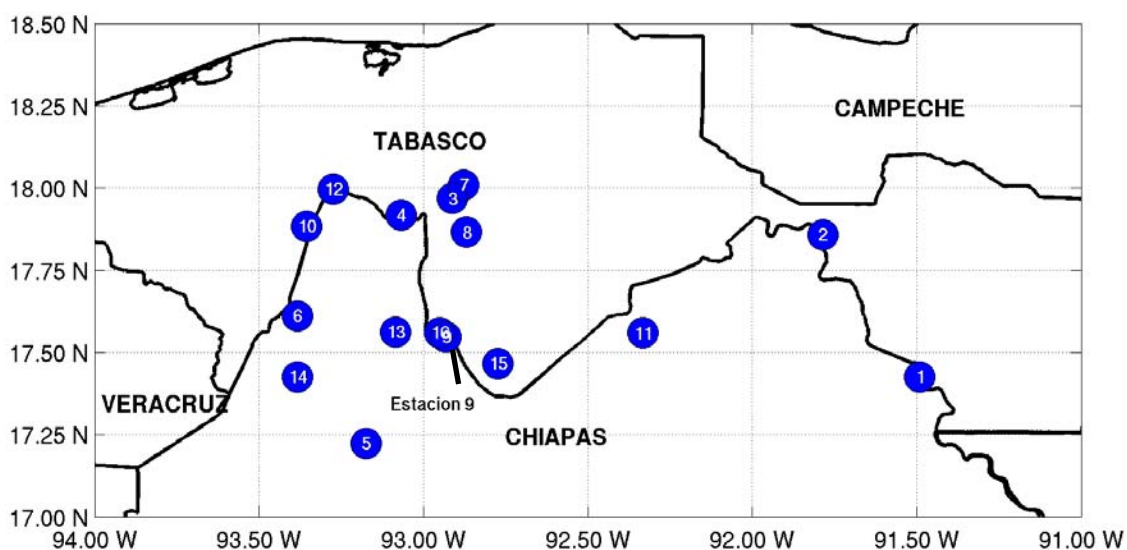 18.50 N
18.25 N
CAMPECHE
TABASCO
18.00 N
7
12
3
4
10
8
2
17.75 N
6
13
16
9
11
17.50 N
15
14
1
VERACRUZ
Estacion 9
17.25 N
5
CHIAPAS
17.00 N
94.00 W
93.50 W
93.00 W
92.50 W
92.00 W
91.50 W
91.00 W